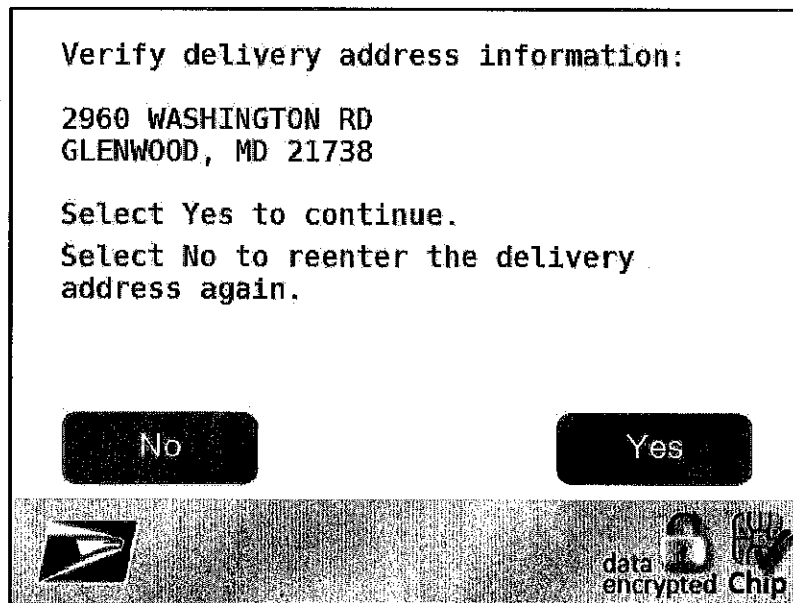 Verify delivery address information:
2960 WASHINGTON RD
GLENWOOD, MD 21738
Select Yes to continue.
Select No to reenter the delivery
address again.
No
Yes
data
encrypted
Chip